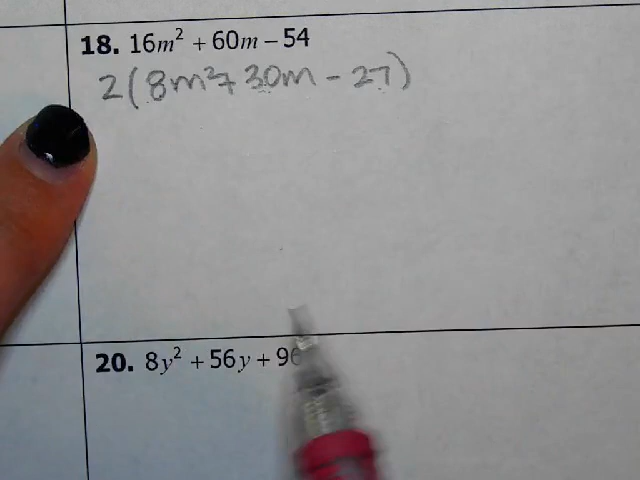 18. 16m² + 60m – 54
2(8m²+30m – 27)
20. 8y² + 56y + 96